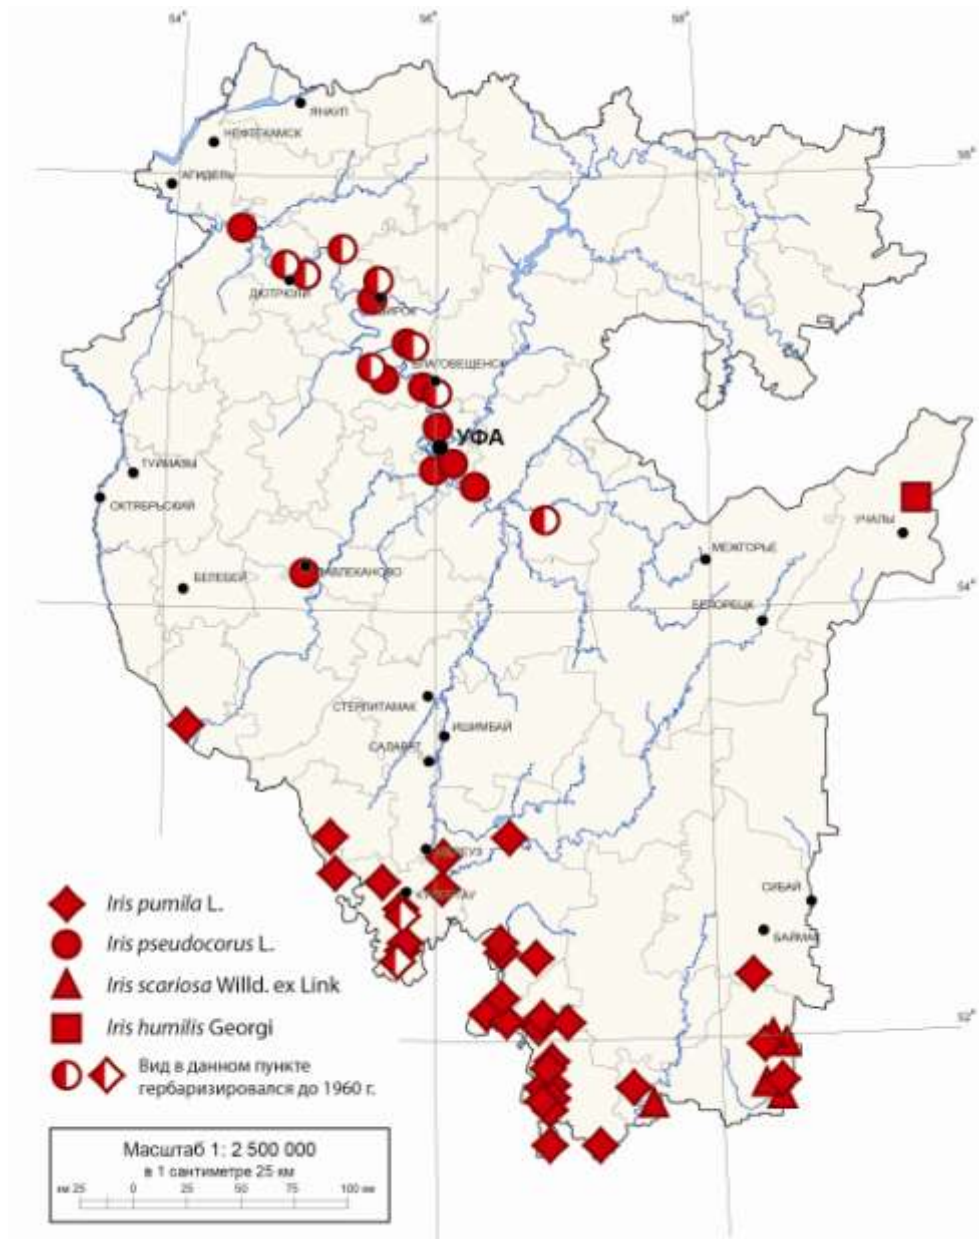 54°
56°
58°
ЯНАУЛ
НЕФТЕКАМСК
АГИДЕЛЬ
56°
ДЮРТЮЛИ
БИРСК
БЛАГОВЕЩЕНСК
УФА
ТУЙМАЗЫ
ОКТЯБРЬСКИЙ
УЧАЛЫ
МЕЖГОРЬЕ
ДАВЛЕКАНОВО
БЕЛЕБЕЙ
54°
БЕЛОРЕЦК
СТЕРЛИТАМАК
ИШИМБАЙ
САЛАВАТ
МЕЛЕУЗ
СИБАЙ
КУМЕРТАУ
БАЙМАК
Iris pumila L.
Iris pseudocorus L.
Iris scariosa Willd. ex Link
Iris humilis Georgi
52°
Вид в данном пункте
гербаризировался до 1960 г.
Масштаб 1: 2 500 000
в 1 сантиметре 25 км
км 25 0 25 50 75 100 км